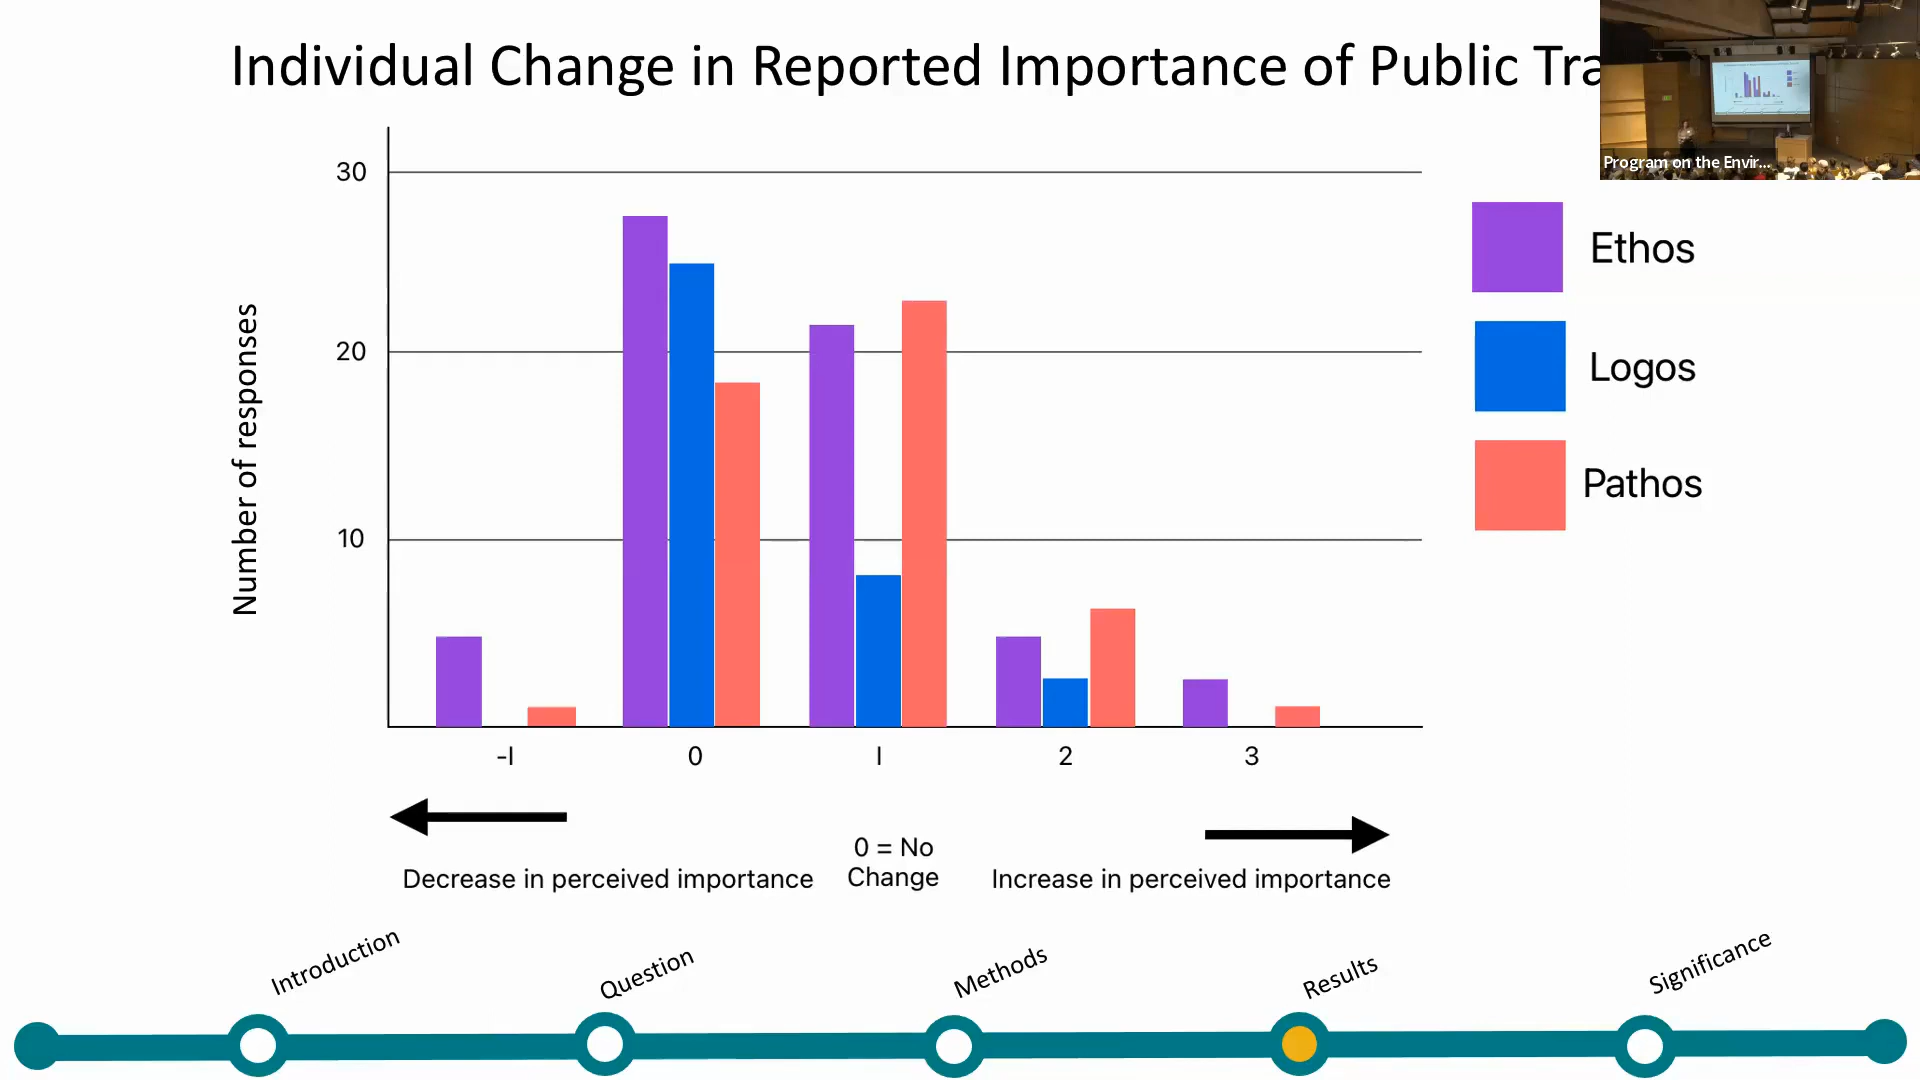 Individual Change in Reported Importance of Public Tra
Program on the Envir...
30
20
10
Number of responses
Ethos
Logos
Pathos
-I
0
I
2
3
0 = No
Change
Decrease in perceived importance
Increase in perceived importance
Introduction
Question
Methods
Results
Significance